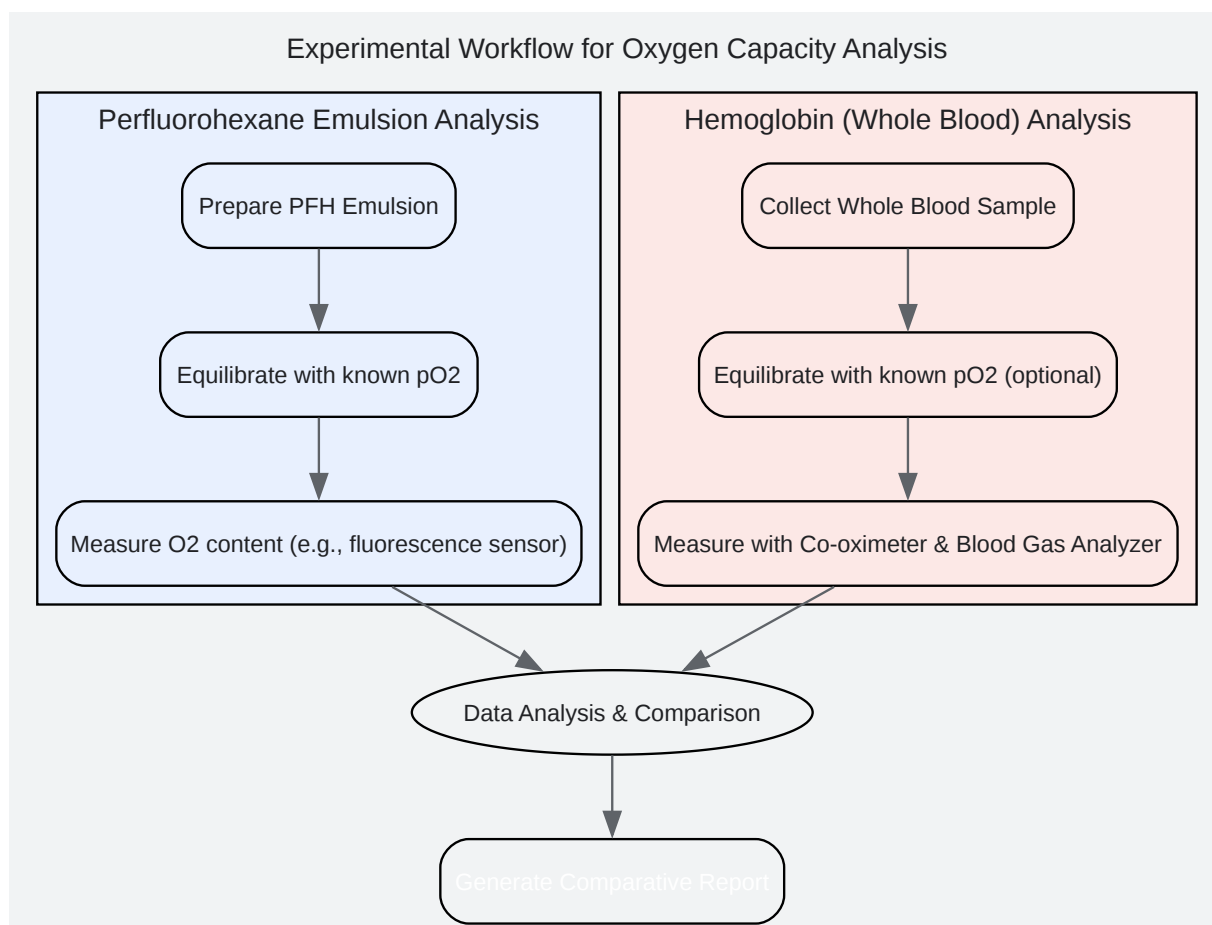 Experimental Workflow for Oxygen Capacity Analysis
Perfluorohexane Emulsion Analysis
Prepare PFH Emulsion
Equilibrate with known pO2
Measure O2 content (e.g., fluorescence sensor)
Hemoglobin (Whole Blood) Analysis
Collect Whole Blood Sample
Equilibrate with known pO2 (optional)
Measure with Co-oximeter & Blood Gas Analyzer
Data Analysis & Comparison
Generate Comparative Report